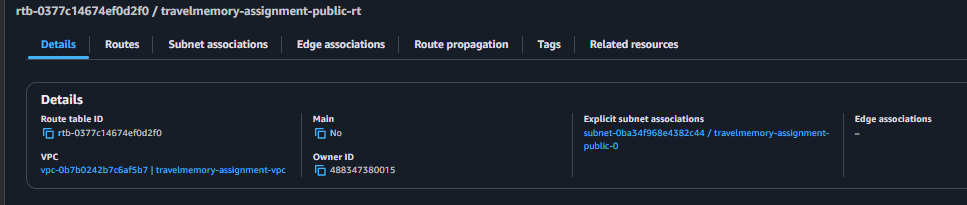 rtb-0377c14674ef0d2f0 / travelmemory-assignment-public-rt
Details Routes Subnet associations Edge associations Route propagation Tags Related resources
Details
Route table ID
rtb-0377c14674ef0d2f0
Main
No
Explicit subnet associations
subnet-0ba34f968e4382c44 / travelmemory-assignment-
public-0
Edge associations
–
VPC
vpc-0b7b0242b7c6af5b7 | travelmemory-assignment-vpc
Owner ID
488347380015